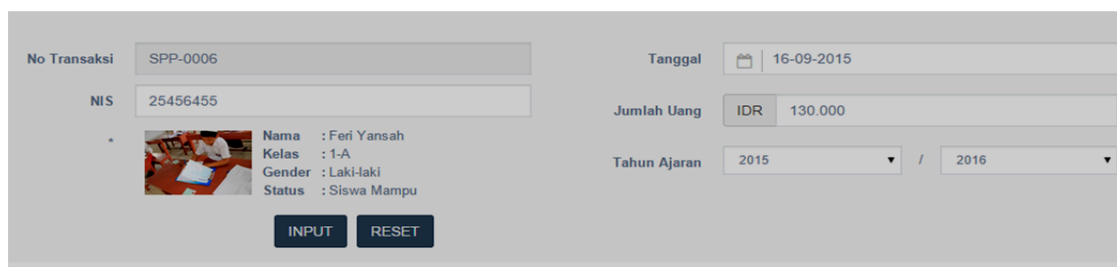 No Transaksi SPP-0006
NIS 25456455
*
Nama : Feri Yansah
Kelas : 1-A
Gender : Laki-laki
Status : Siswa Mampu
INPUT RESET
Tanggal 16-09-2015
Jumlah Uang IDR 130.000
Tahun Ajaran 2015 / 2016